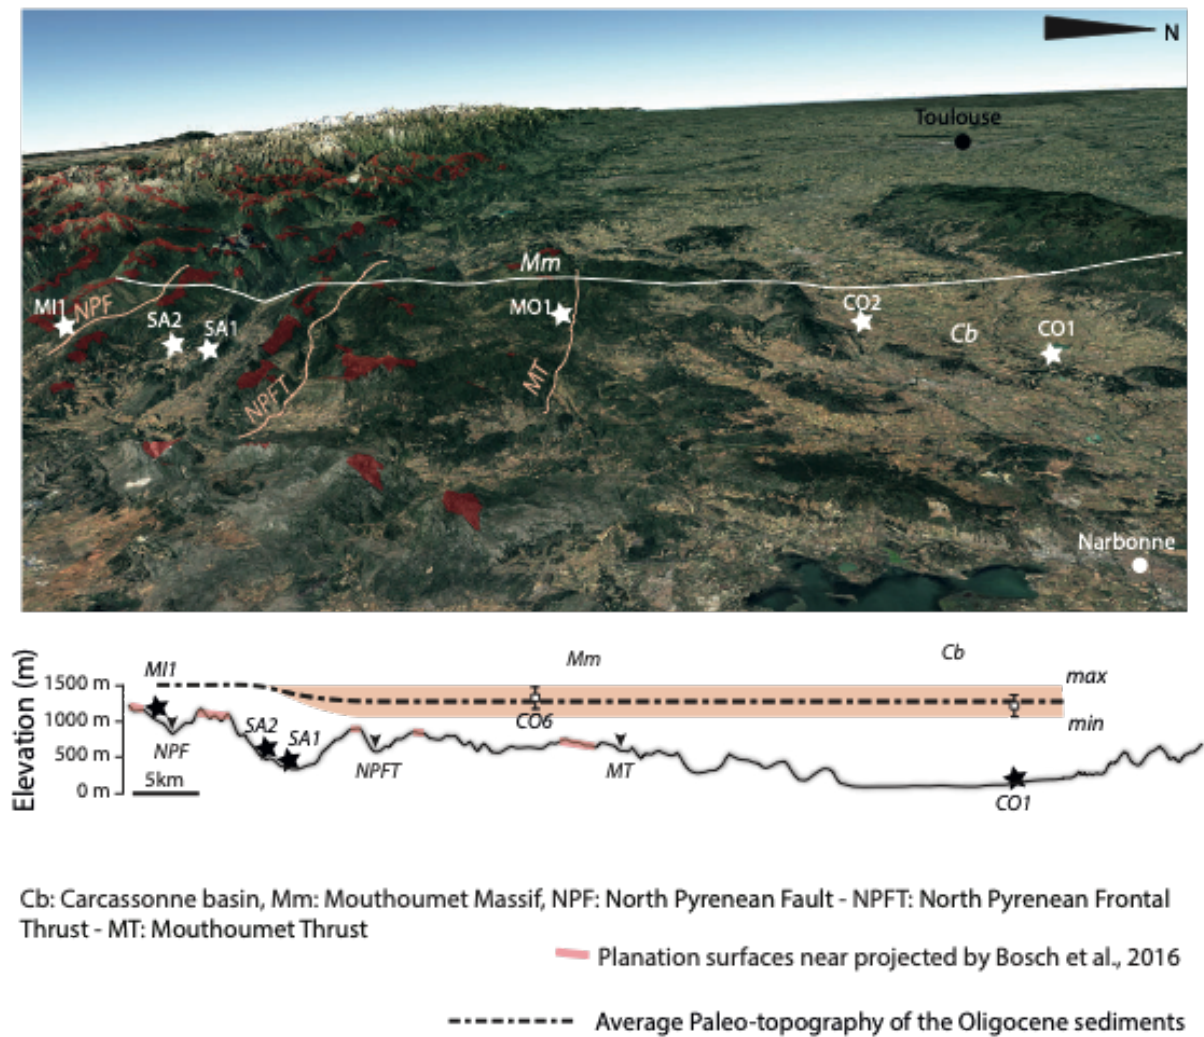 N
Toulouse
Mm
MI1
NPF
SA2
SA1
MO1
CO2
Cb
CO1
NPFT
MT
Narbonne
Elevation (m)
Mm
Cb
MI1
1500 m
max
1000 m
CO6
min
SA2
SA1
NPF
500 m
NPFT
MT
0 m
5km
CO1
Cb: Carcassonne basin, Mm: Mouthoumet Massif, NPF: North Pyrenean Fault - NPFT: North Pyrenean Frontal
Thrust - MT: Mouthoumet Thrust
Planation surfaces near projected by Bosch et al., 2016
Average Paleo-topography of the Oligocene sediments